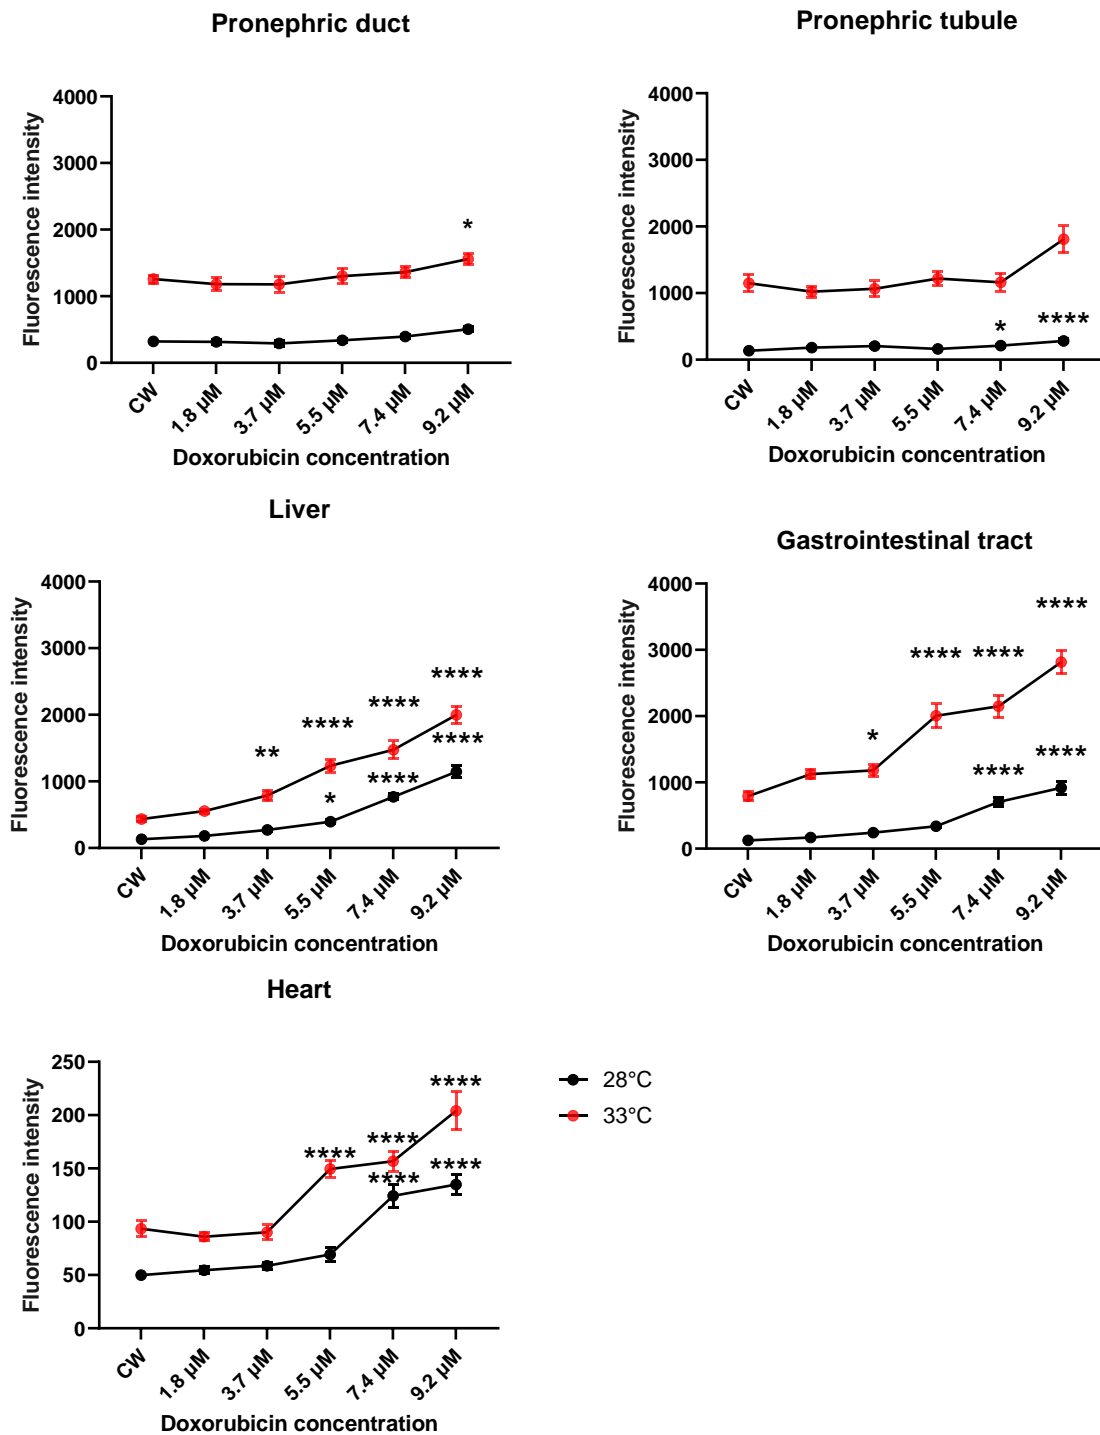 Pronephric duct
Fluorescence intensity
4000
3000
2000
1000
0
*
CW
1.8 µM
3.7 µM
5.5 µM
7.4 µM
9.2 µM
Doxorubicin concentration
Pronephric tubule
Fluorescence intensity
4000
3000
2000
1000
0
*
****
CW
1.8 µM
3.7 µM
5.5 µM
7.4 µM
9.2 µM
Doxorubicin concentration
Liver
Fluorescence intensity
4000
3000
2000
1000
0
**
****
****
****
*
****
****
CW
1.8 µM
3.7 µM
5.5 µM
7.4 µM
9.2 µM
Doxorubicin concentration
Gastrointestinal tract
Fluorescence intensity
4000
3000
2000
1000
0
*
****
****
****
****
****
CW
1.8 µM
3.7 µM
5.5 µM
7.4 µM
9.2 µM
Doxorubicin concentration
Heart
Fluorescence intensity
250
200
150
100
50
0
****
****
****
****
****
CW
1.8 µM
3.7 µM
5.5 µM
7.4 µM
9.2 µM
Doxorubicin concentration
28°C
33°C